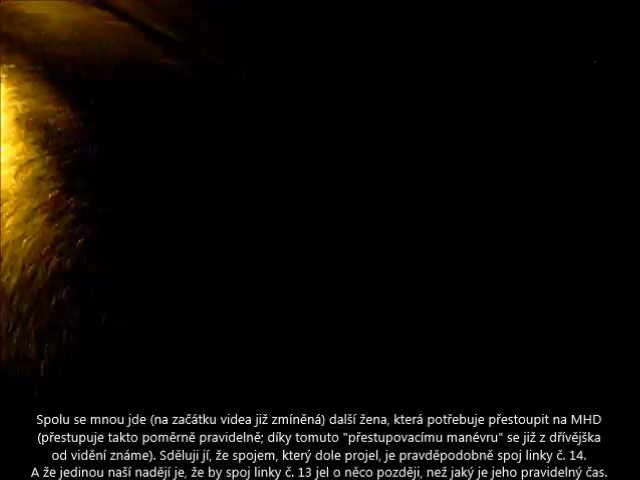 Spolu se mnou jde (na začátku videa již zmíněná) další žena, která potřebuje přestoupit na MHD
(přestupuje takto poměrně pravidelně; díky tomuto "přestupovacímu manévru" se již z dřívějška
od vidění známe). Sděluji jí, že spojem, který dole projel, je pravděpodobně spoj linky č. 14.
A že jedinou naší nadějí je, že by spoj linky č. 13 jel o něco později, než jaký je jeho pravidelný čas.